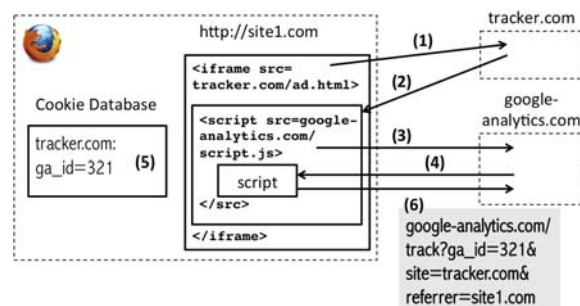 http://site1.com
tracker.com
(1)
(2)
<iframe src=
tracker.com/ad.html>
Cookie Database
tracker.com:
ga_id=321
(5)
<script src=google-
analytics.com/
script.js>
script
</src>
</iframe>
google-
analytics.com
(3)
(4)
(6)
google-analytics.com/
track?ga_id=321&
site=tracker.com&
referrer=site1.com